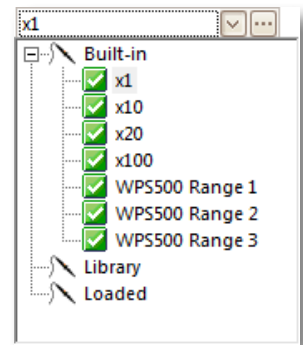 x1
Built-in
x1
x10
x20
x100
WPS500 Range 1
WPS500 Range 2
WPS500 Range 3
Library
Loaded